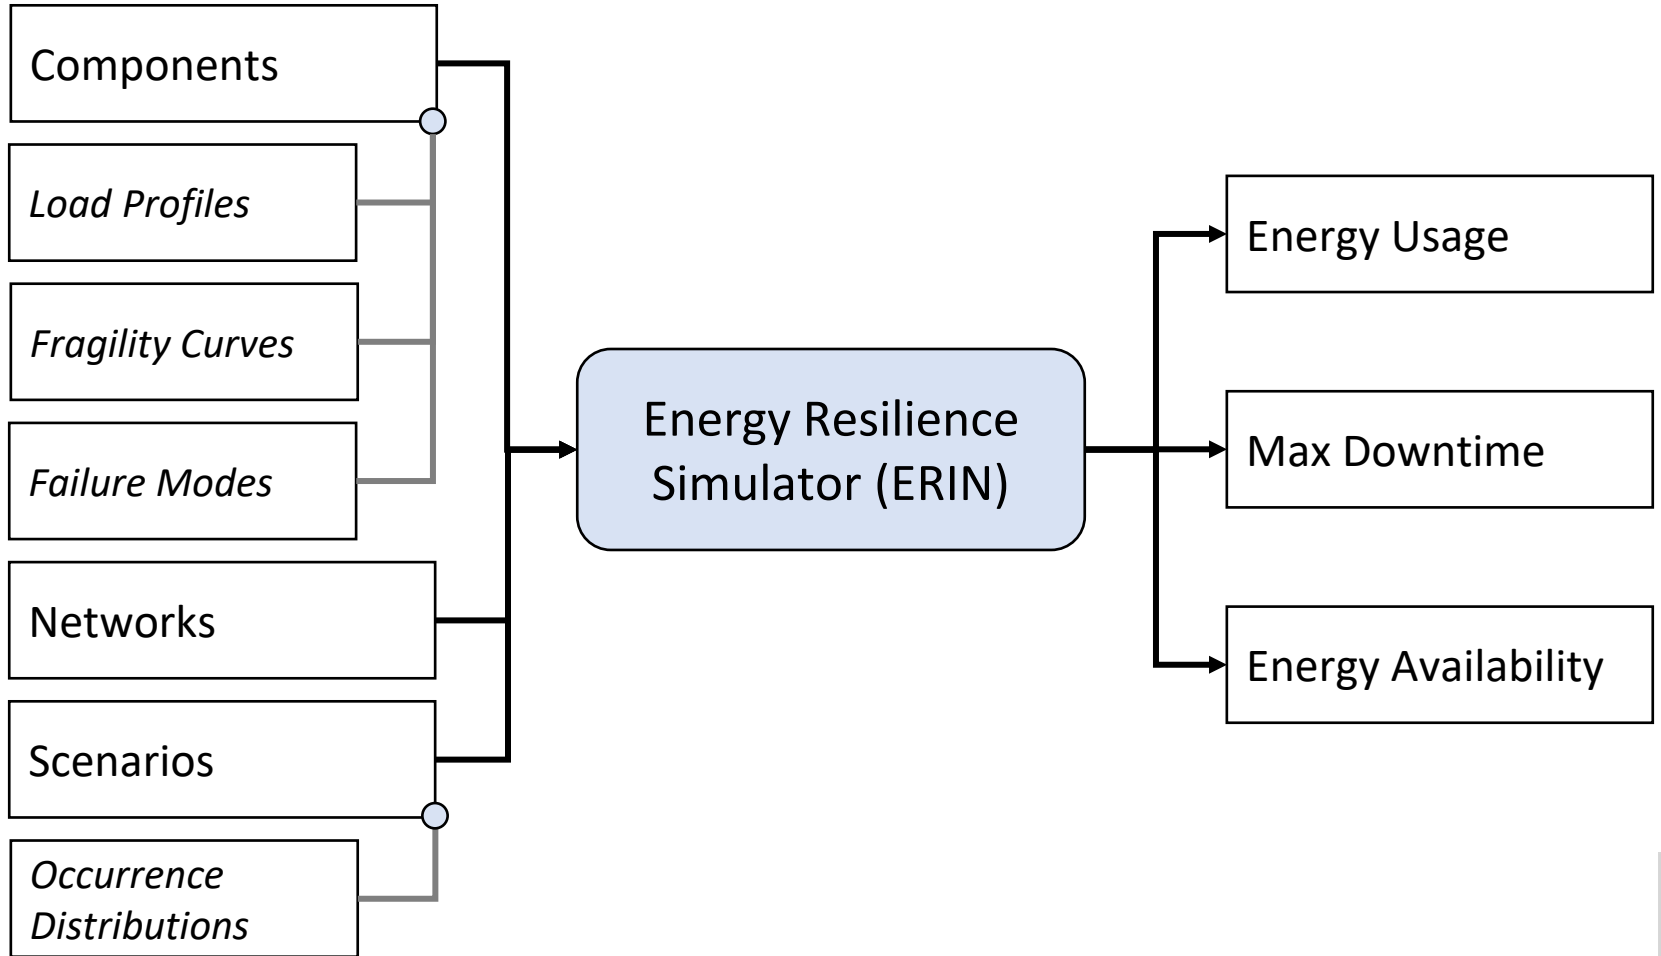 Components
Load Profiles
Fragility Curves
Failure Modes
Networks
Scenarios
Occurrence
Distributions
Energy Resilience
Simulator (ERIN)
Energy Usage
Max Downtime
Energy Availability